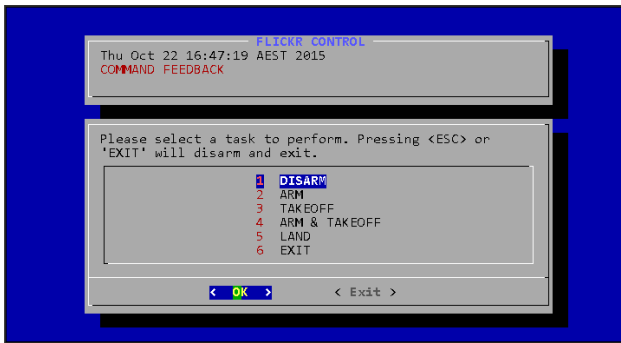 FLICKR CONTROL
Thu Oct 22 16:47:19 AEST 2015
COMMAND FEEDBACK
Please select a task to perform. Pressing <ESC> or
'EXIT' will disarm and exit.
1 DISARM
2 ARM
3 TAKEOFF
4 ARM & TAKEOFF
5 LAND
6 EXIT
< OK > < Exit >